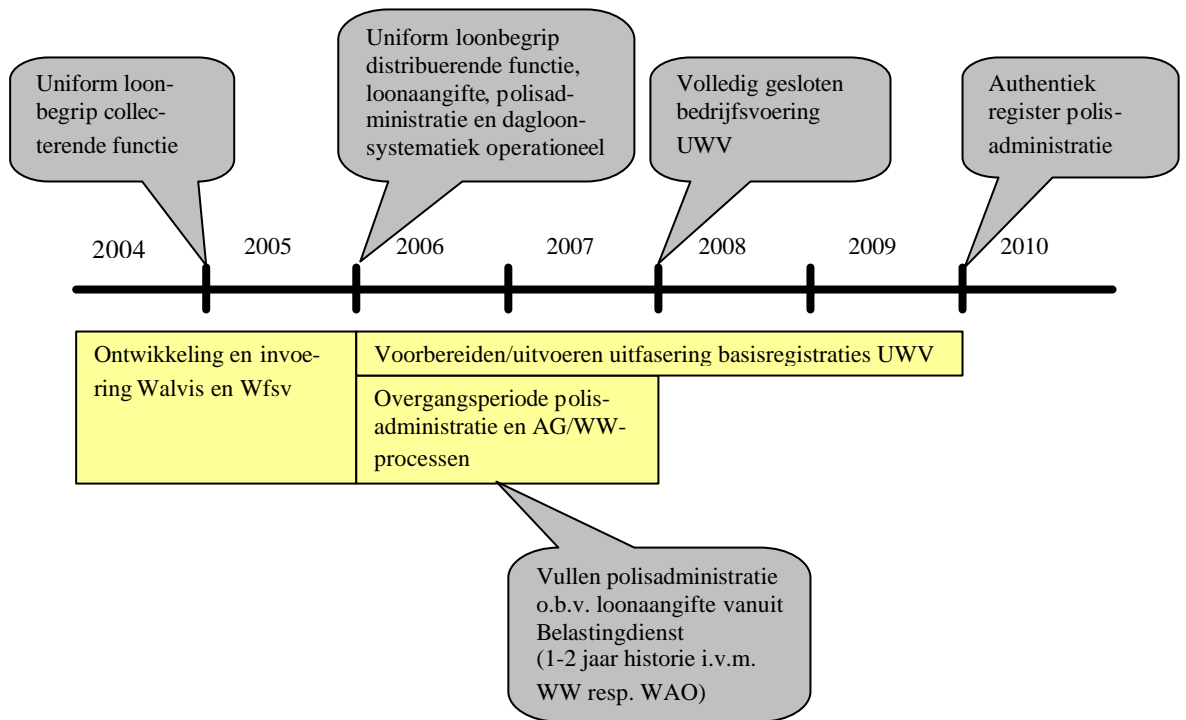 Uniform loon-
begrip collec-
terende functie
Uniform loonbegrip
distribuerende functie,
loonaangifte, polisad-
ministratie en dagloon-
systematiek operationeel
Volledig gesloten
bedrijfsvoering
UWV
Authentiek
register polis-
administratie
2004 2005 2006 2007 2008 2009 2010
Ontwikkeling en invoe-
ring Walvis en Wfsv
Voorbereiden/uitvoeren uitfasering basisregistraties UWV
Overgangsperiode polis-
administratie en AG/WW-
processen
Vullen polisadministratie
o.b.v. loonaangifte vanuit
Belastingdienst
(1-2 jaar historie i.v.m.
WW resp. WAO)